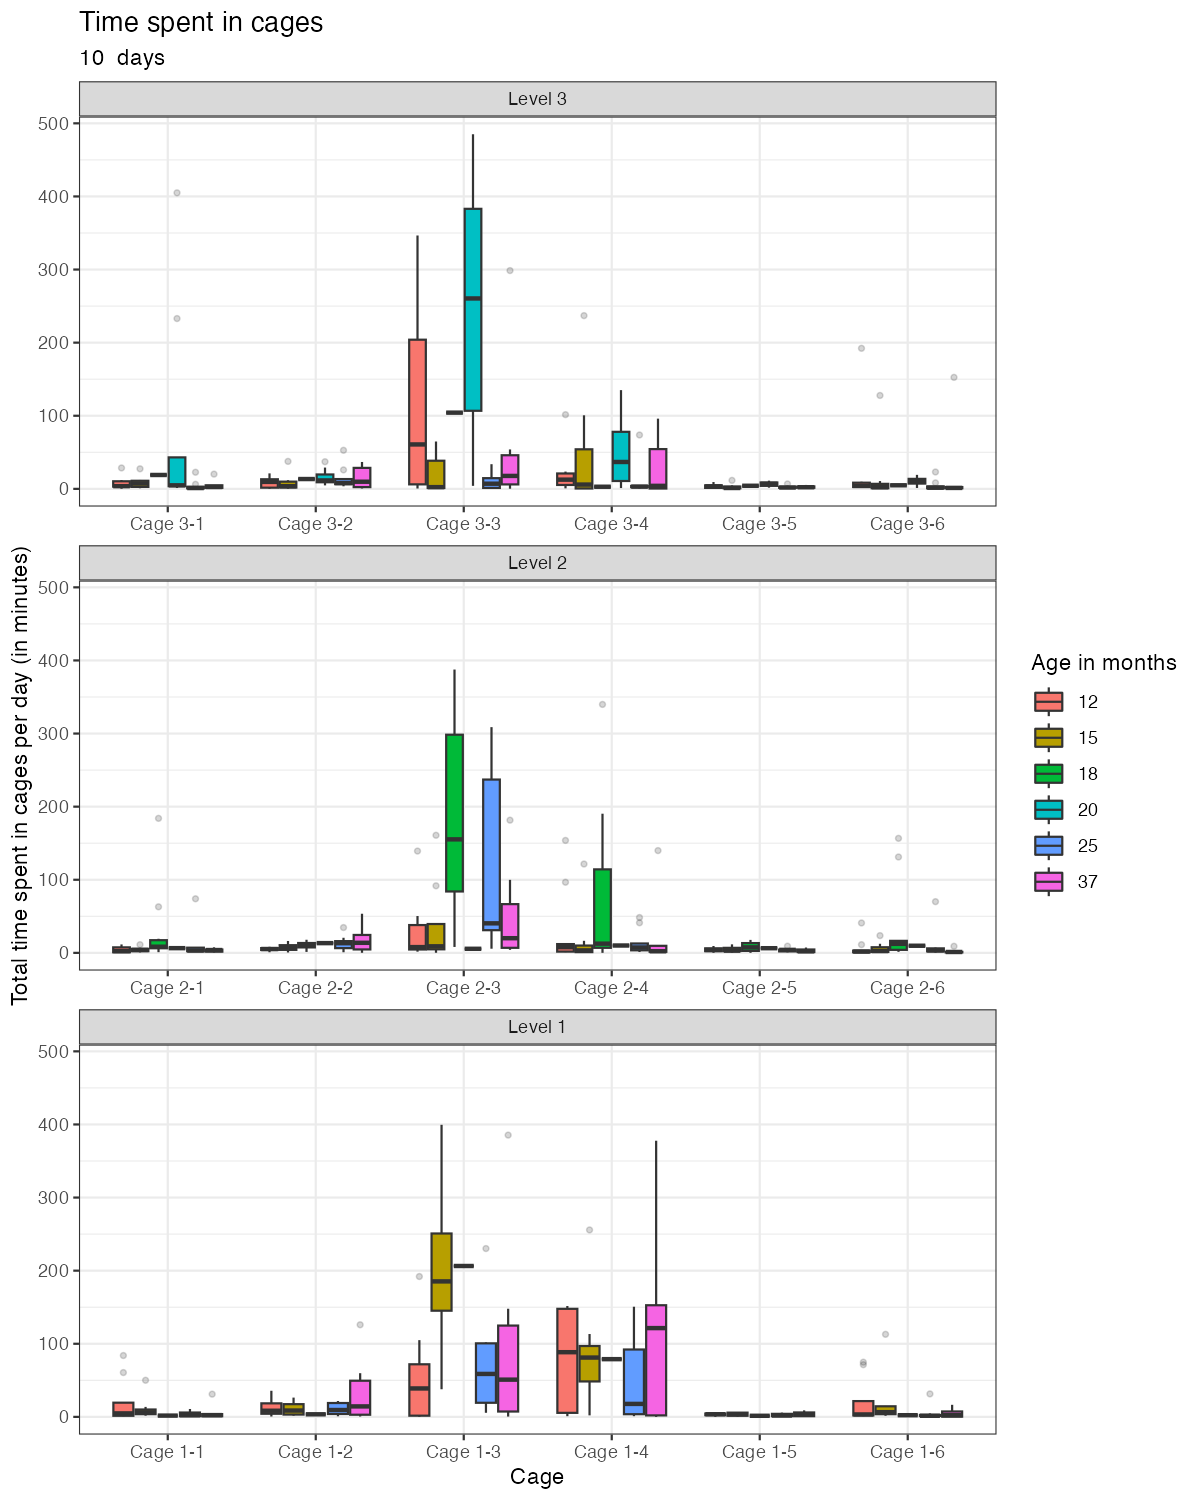 Time spent in cages
10 days
Level 3
500
400
300
200
100
0
Cage 3-1 Cage 3-2 Cage 3-3 Cage 3-4 Cage 3-5 Cage 3-6
Level 2
500
400
300
200
100
0
Cage 2-1 Cage 2-2 Cage 2-3 Cage 2-4 Cage 2-5 Cage 2-6
Level 1
500
400
300
200
100
0
Cage 1-1 Cage 1-2 Cage 1-3 Cage 1-4 Cage 1-5 Cage 1-6
Cage
Total time spent in cages per day (in minutes)
Age in months
12
15
18
20
25
37